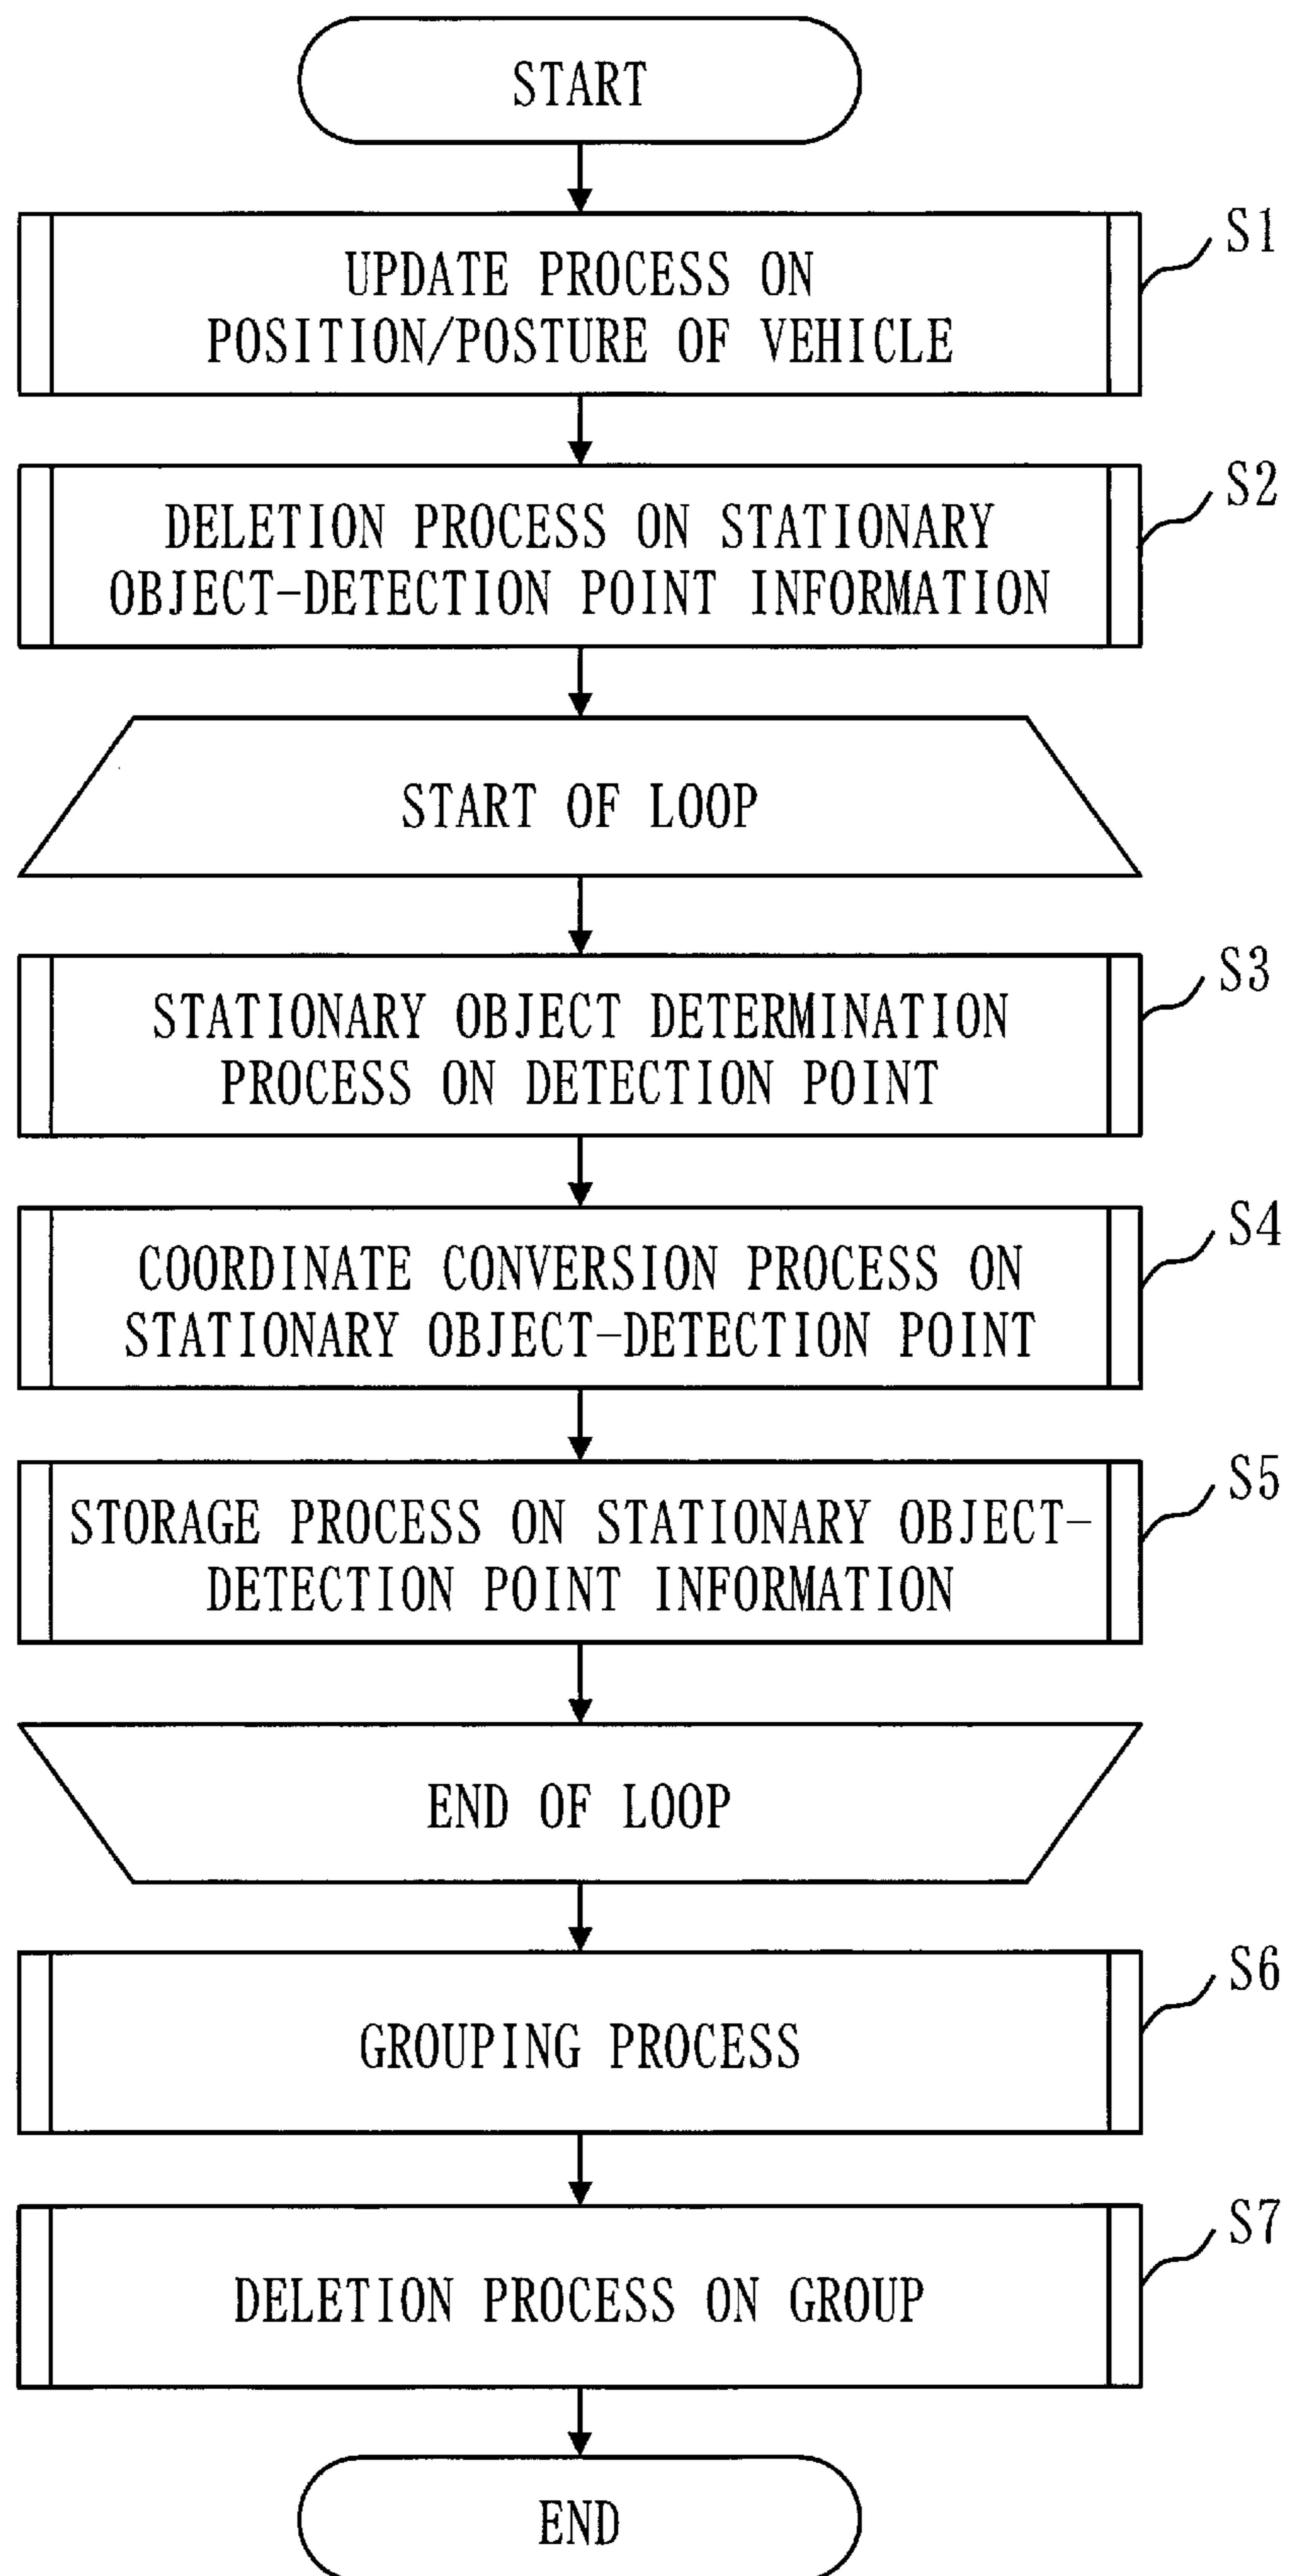 START
S1
UPDATE PROCESS ON
POSITION/POSTURE OF VEHICLE
S2
DELETION PROCESS ON STATIONARY
OBJECT-DETECTION POINT INFORMATION
START OF LOOP
S3
STATIONARY OBJECT DETERMINATION
PROCESS ON DETECTION POINT
S4
COORDINATE CONVERSION PROCESS ON
STATIONARY OBJECT-DETECTION POINT
S5
STORAGE PROCESS ON STATIONARY OBJECT-
DETECTION POINT INFORMATION
END OF LOOP
S6
GROUPING PROCESS
S7
DELETION PROCESS ON GROUP
END